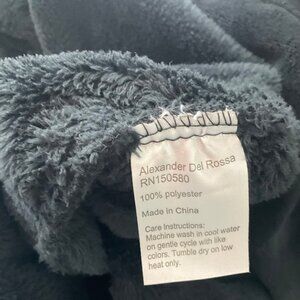 Alexander Del Rossa
RN150580
100% polyester
Made in China
Care Instructions:
Machine wash in cool water
on gentle cycle with like
colors. Tumble dry on low
heat only.